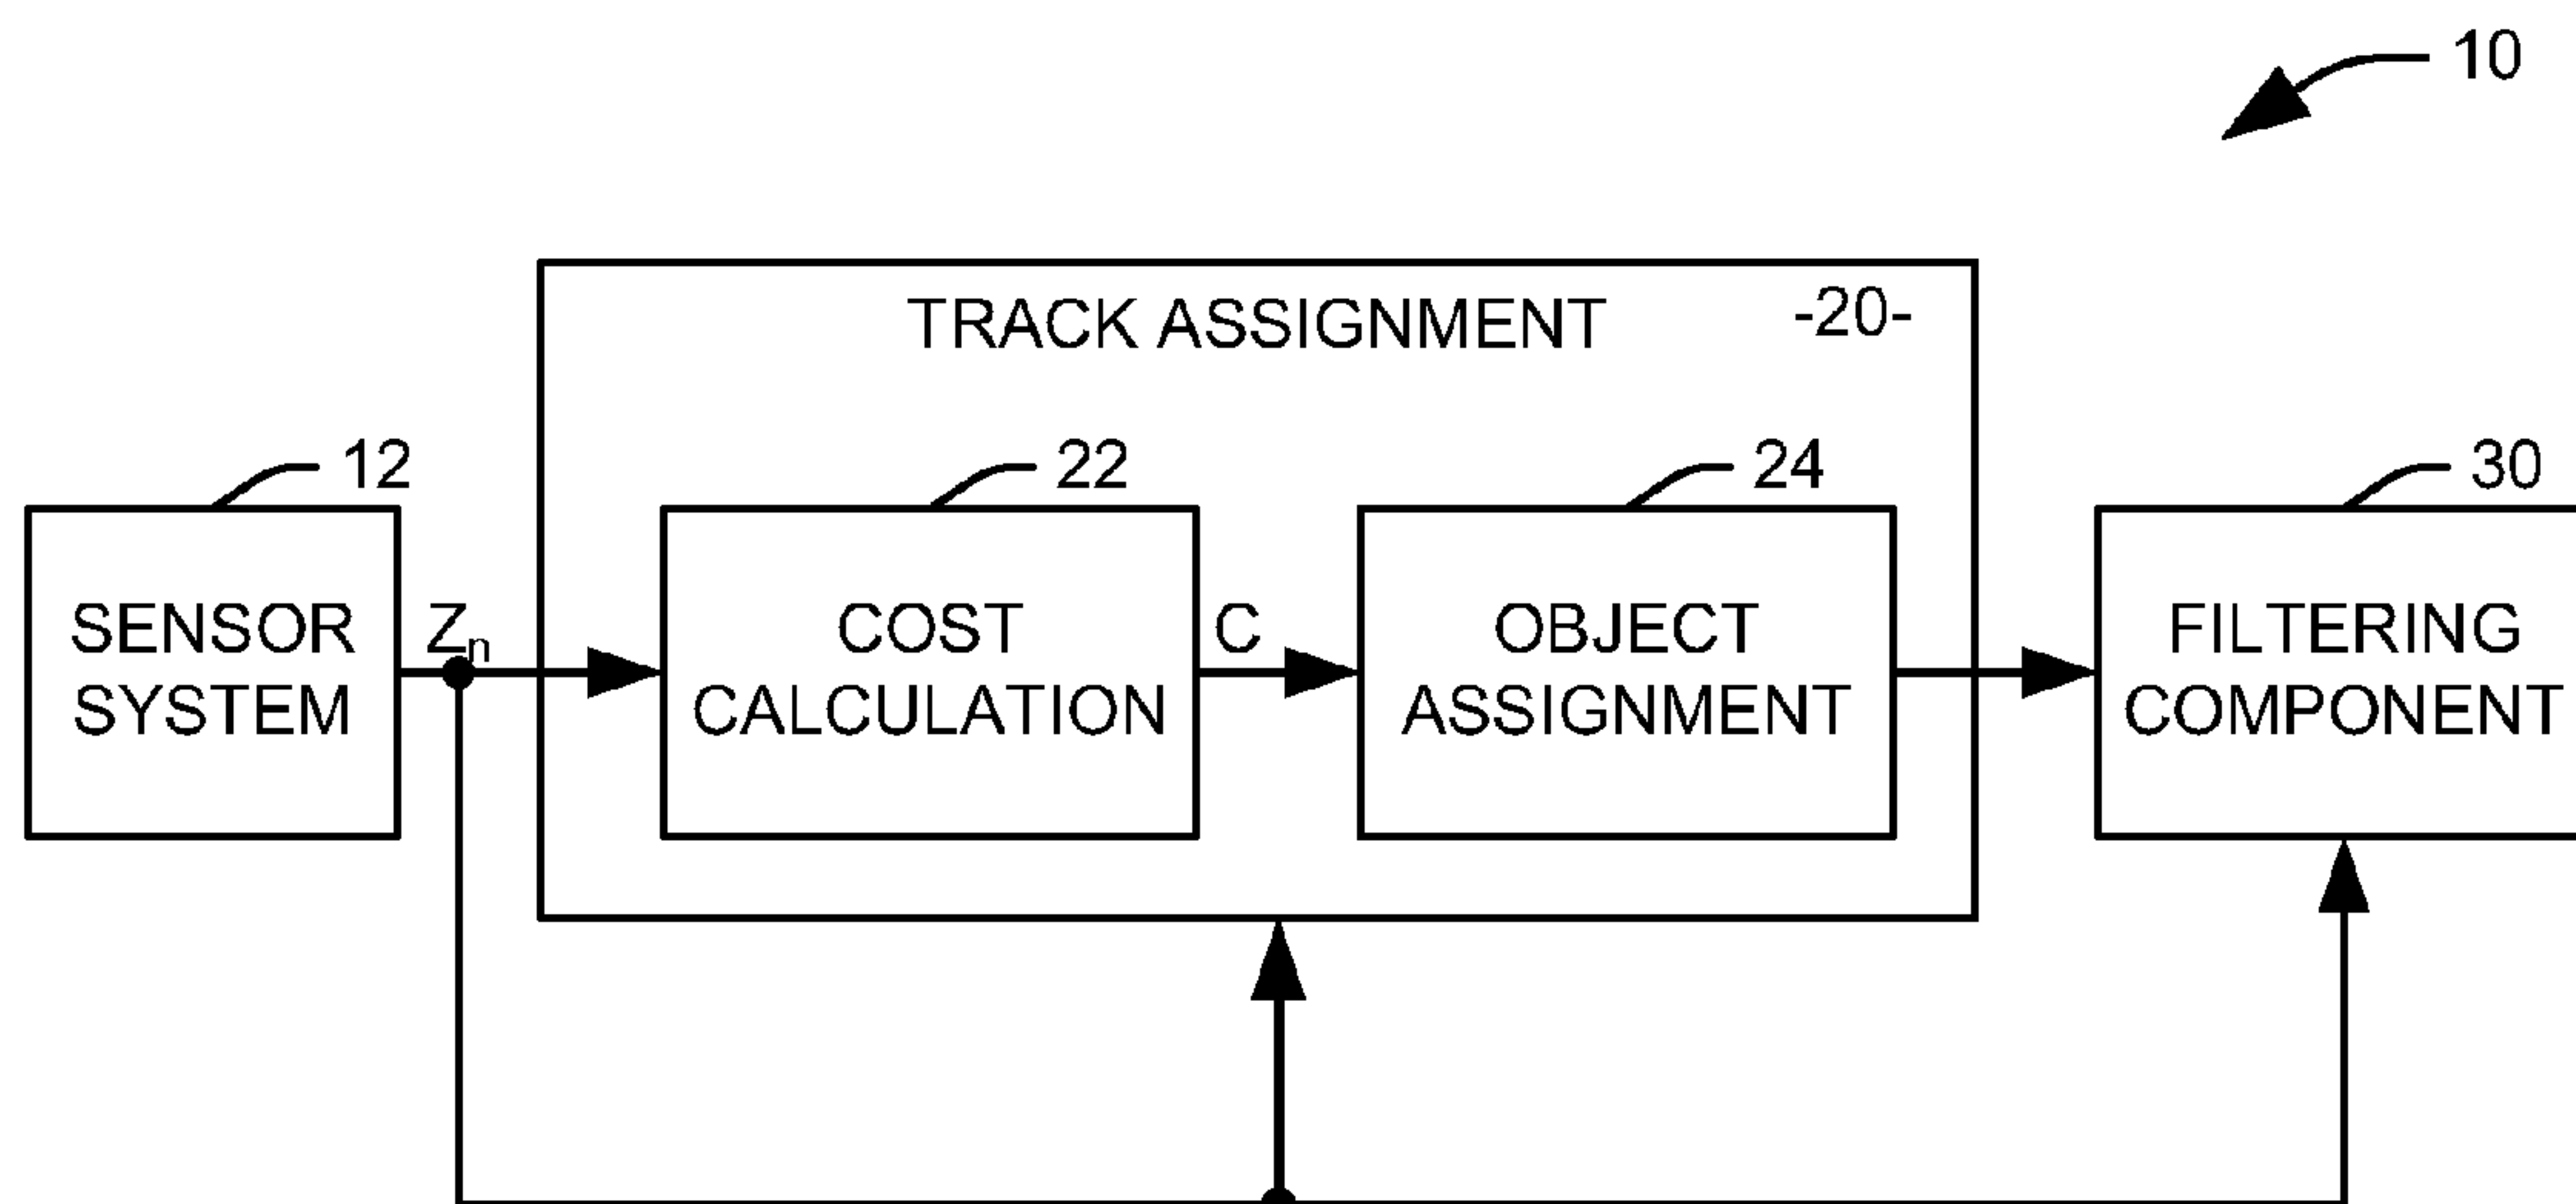 10
TRACK ASSIGNMENT
-20-
12
22
24
30
SENSOR
SYSTEM
Zn
COST
CALCULATION
C
OBJECT
ASSIGNMENT
FILTERING
COMPONENT